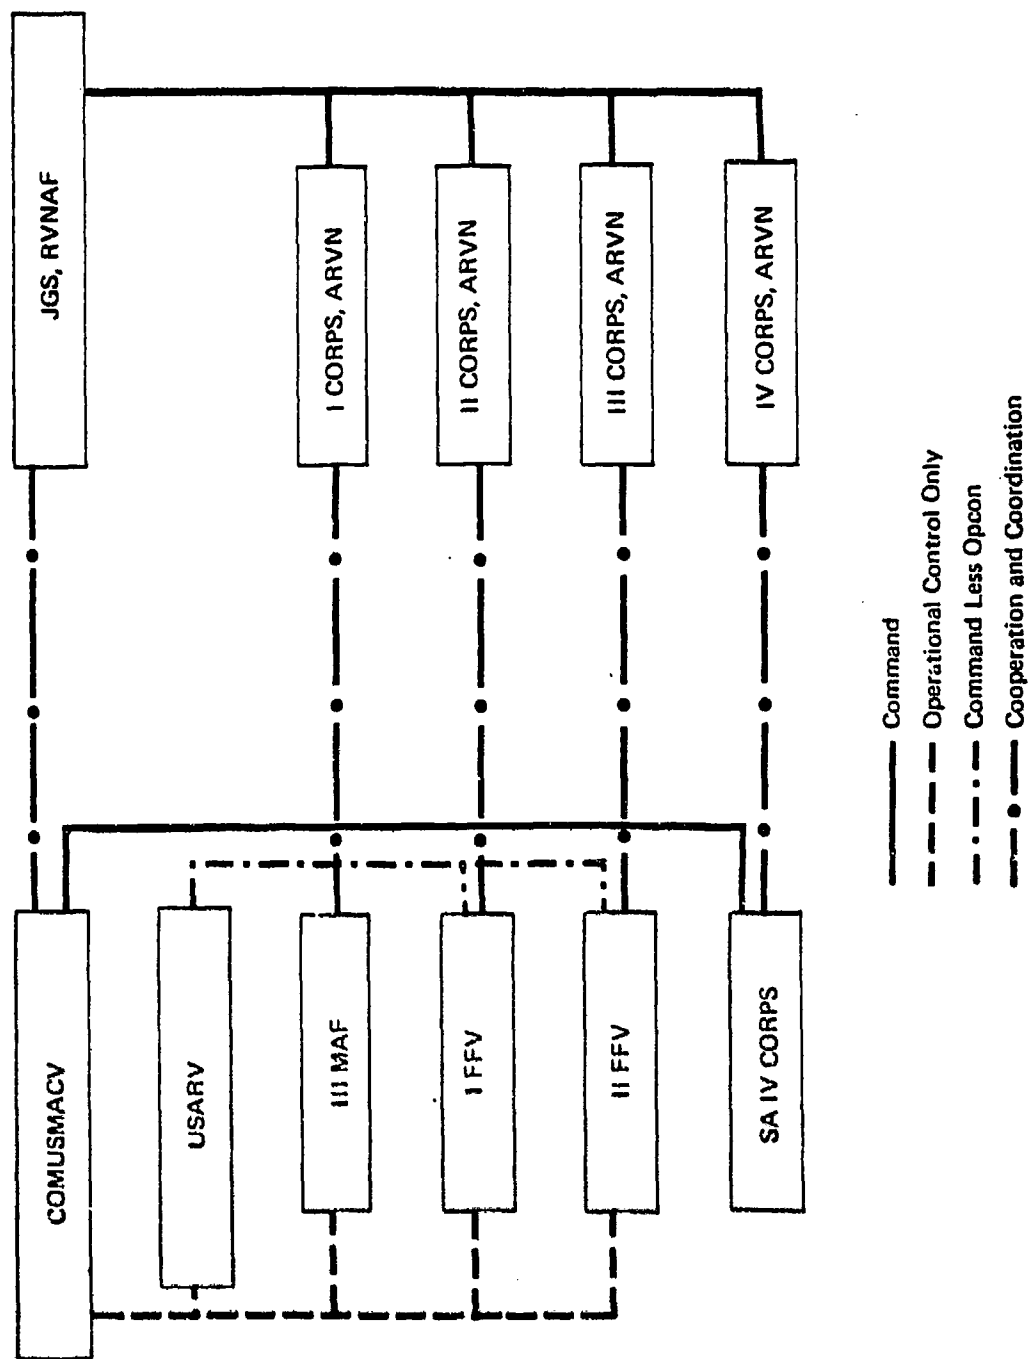 COMUSMACV
JGS, RVNAF
USARV
III MAF
I CORPS, ARVN
I FFV
II CORPS, ARVN
II FFV
III CORPS, ARVN
SA IV CORPS
IV CORPS, ARVN
Command
Operational Control Only
Command Less Opcon
Cooperation and Coordination